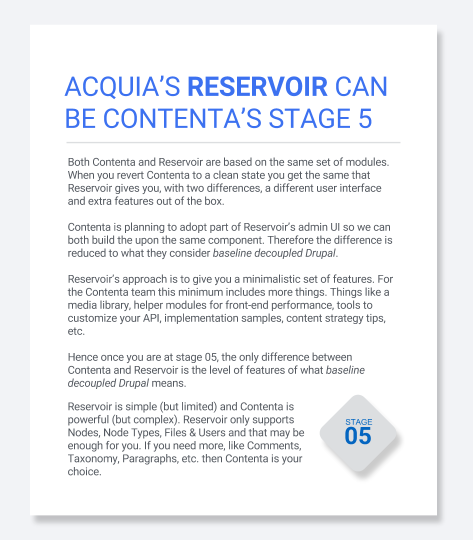 ACQUIA’S RESERVOIR CAN
BE CONTENTA’S STAGE 5
Both Contenta and Reservoir are based on the same set of modules.
When you revert Contenta to a clean state you get the same that
Reservoir gives you, with two differences, a different user interface
and extra features out of the box.
Contenta is planning to adopt part of Reservoir’s admin UI so we can
both build the upon the same component. Therefore the difference is
reduced to what they consider baseline decoupled Drupal.
Reservoir’s approach is to give you a minimalistic set of features. For
the Contenta team this minimum includes more things. Things like a
media library, helper modules for front-end performance, tools to
customize your API, implementation samples, content strategy tips,
etc.
Hence once you are at stage 05, the only difference between
Contenta and Reservoir is the level of features of what baseline
decoupled Drupal means.
Reservoir is simple (but limited) and Contenta is
powerful (but complex). Reservoir only supports
Nodes, Node Types, Files & Users and that may be
enough for you. If you need more, like Comments,
Taxonomy, Paragraphs, etc. then Contenta is your
choice.
STAGE
05